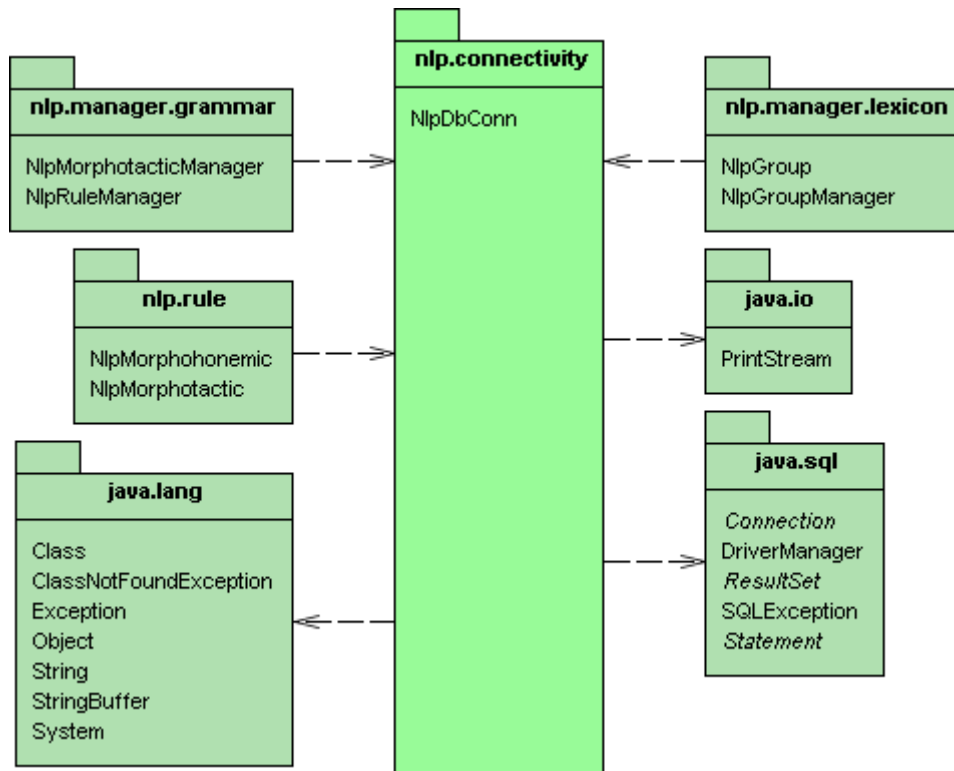 nlp.connectivity
NlpDbConn
nlp.manager.grammar
NlpMorphotacticManager
NlpRuleManager
nlp.manager.lexicon
NlpGroup
NlpGroupManager
nlp.rule
NlpMorphohonemic
NlpMorphotactic
java.io
PrintStream
java.lang
Class
ClassNotFoundException
Exception
Object
String
StringBuffer
System
java.sql
Connection
DriverManager
ResultSet
SQLException
Statement